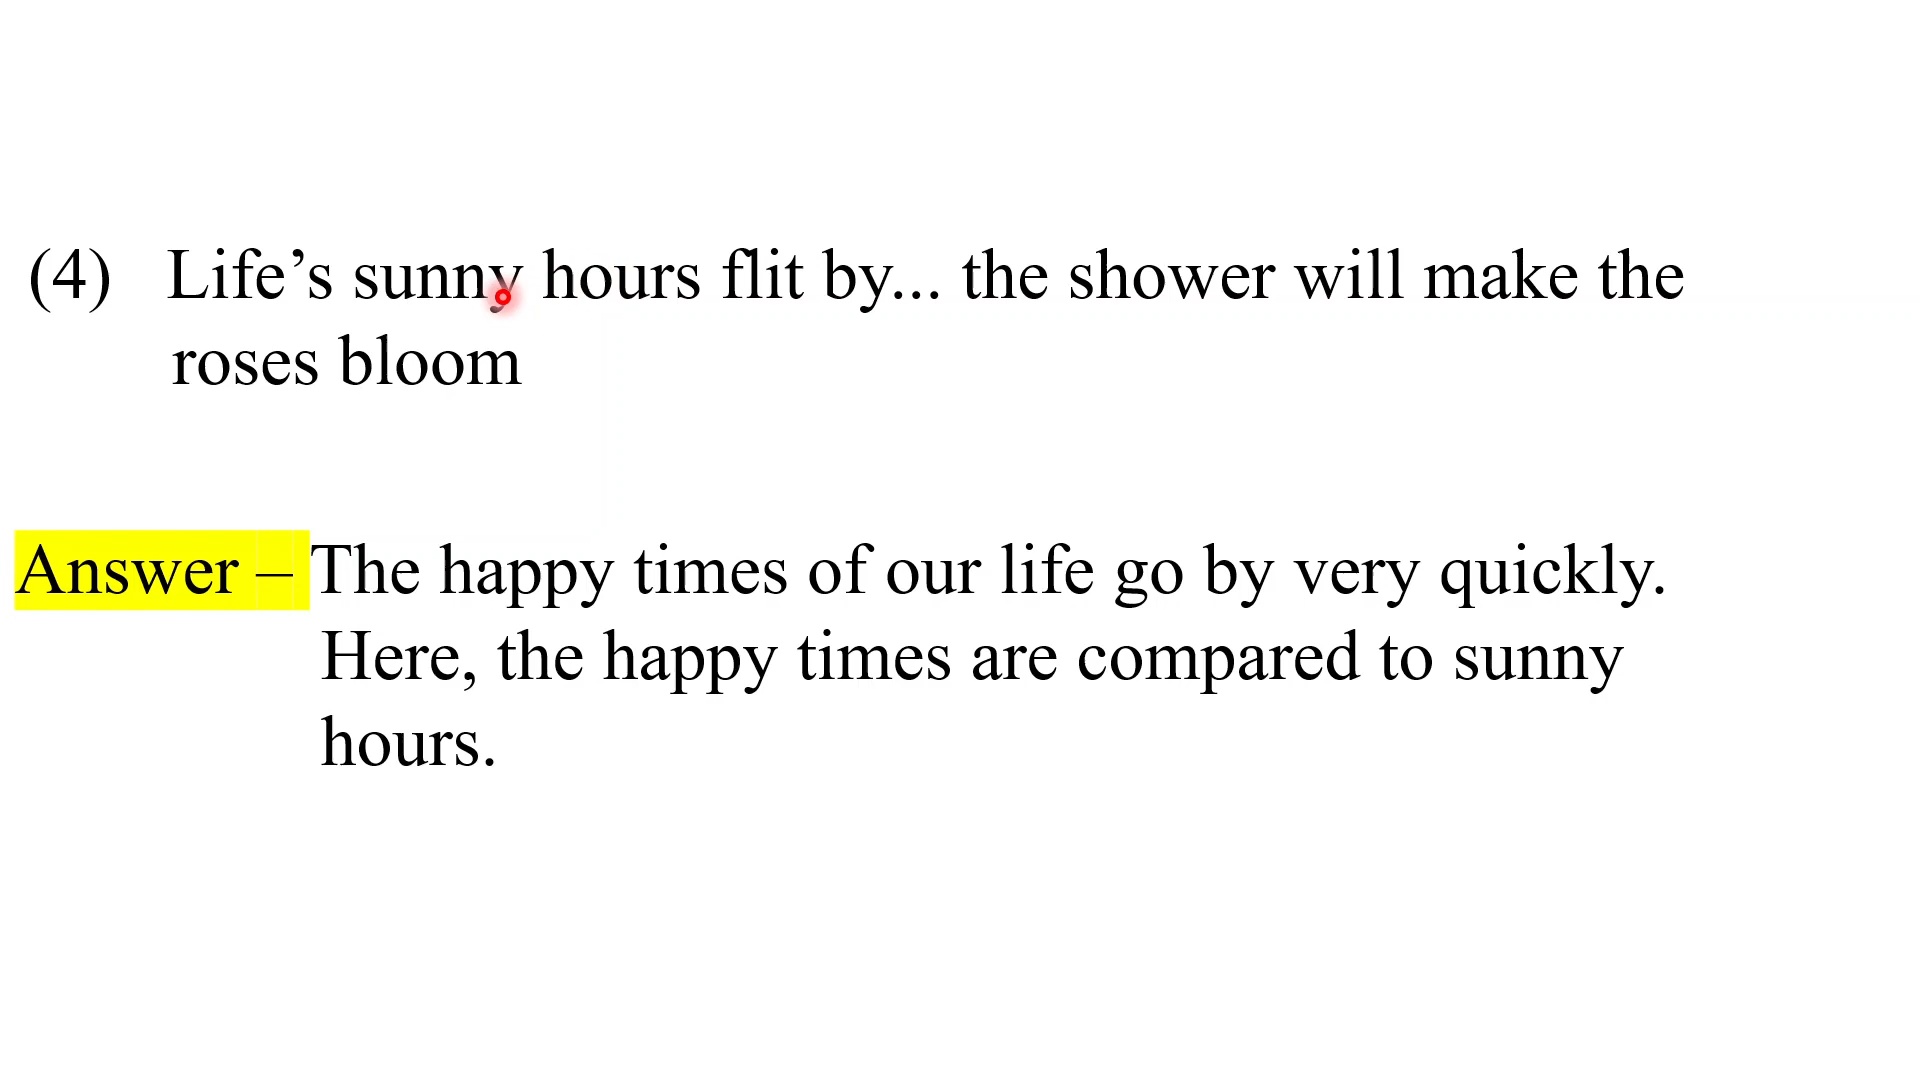 (4) Life’s sunny hours flit by... the shower will make the
roses bloom
Answer – The happy times of our life go by very quickly.
Here, the happy times are compared to sunny
hours.